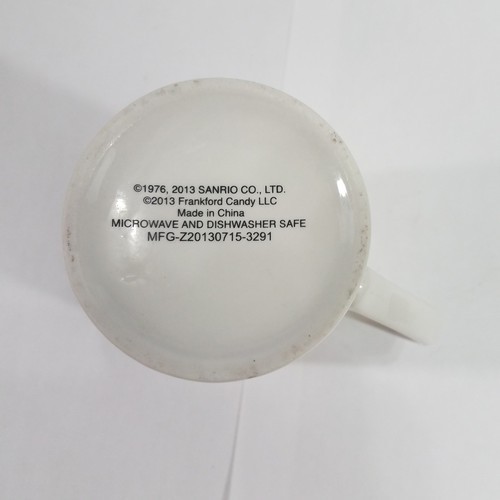 ©1976, 2013 SANRIO CO., LTD.
©2013 Frankford Candy LLC
Made in China
MICROWAVE AND DISHWASHER SAFE
MFG-Z20130715-3291